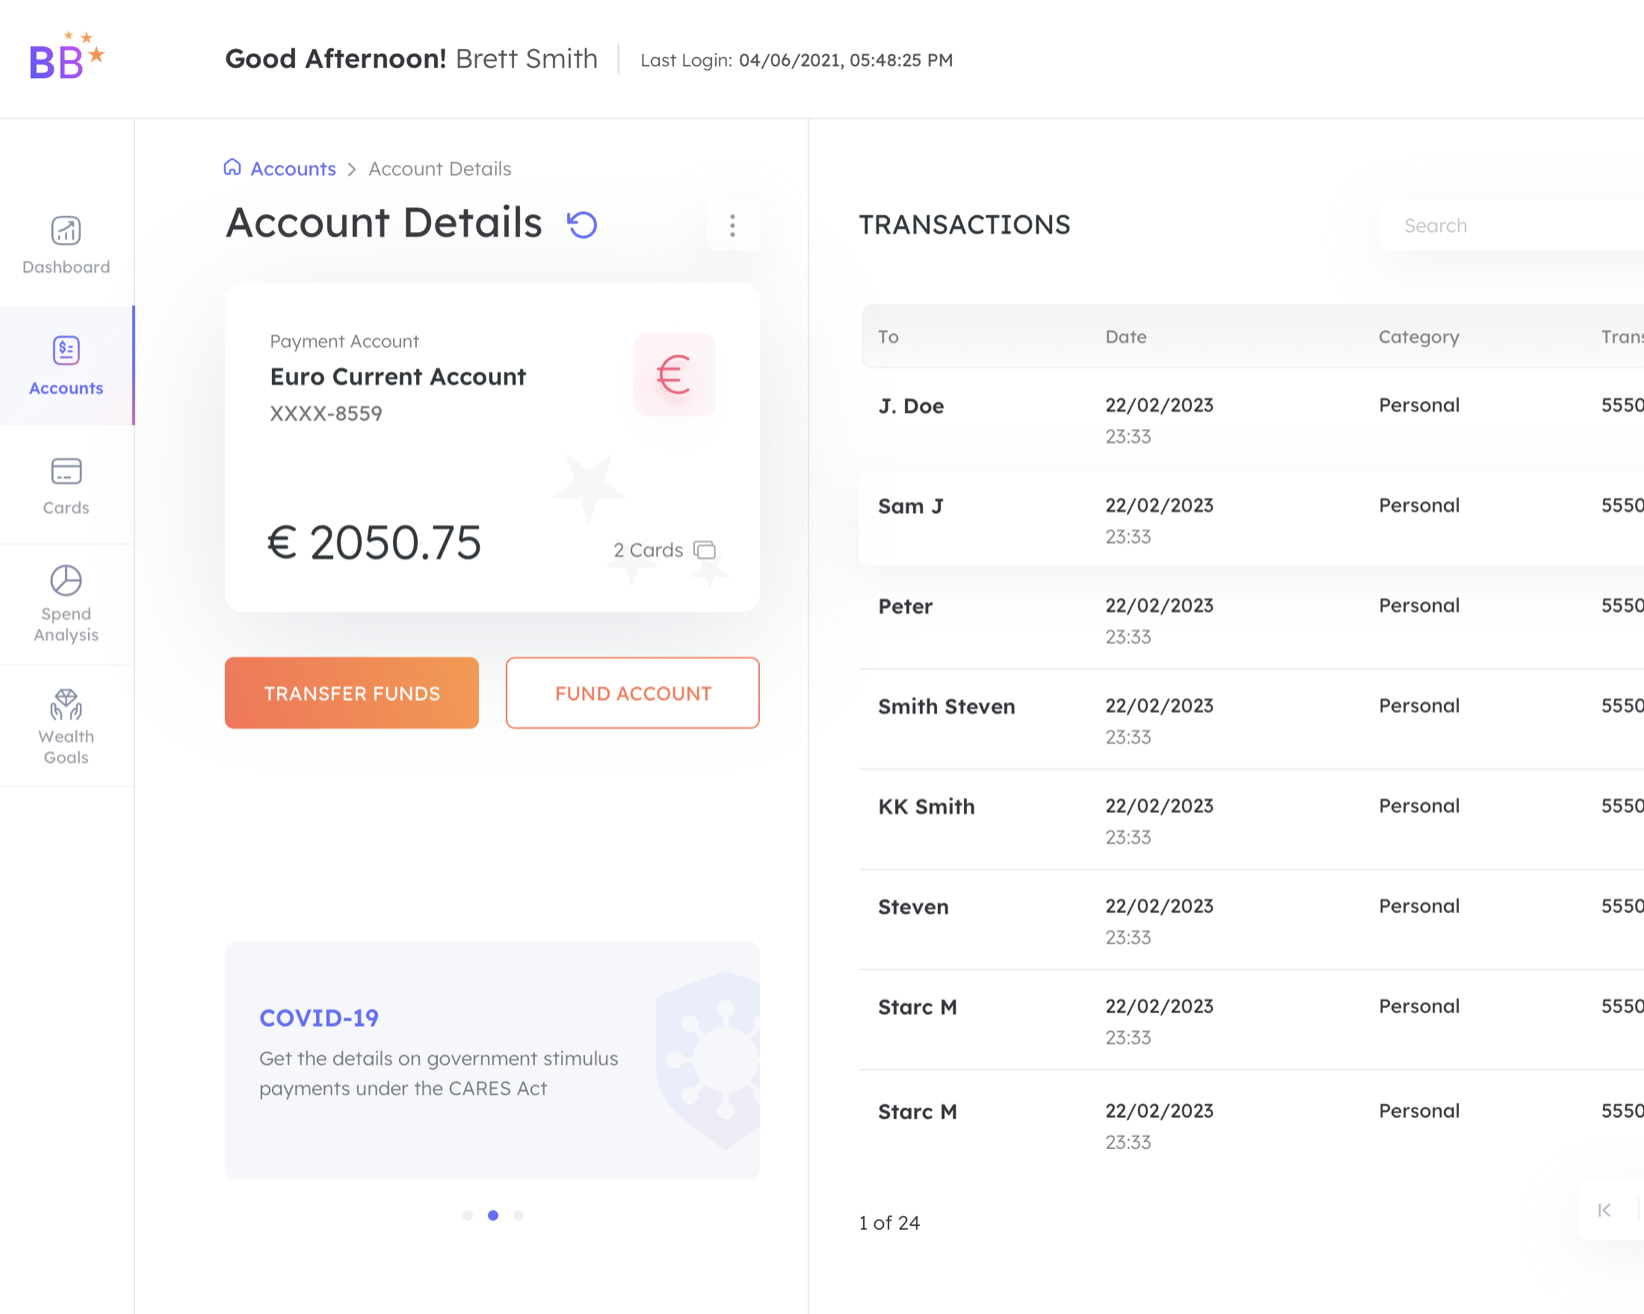 BB
Good Afternoon! Brett Smith
Last Login: 04/06/2021, 05:48:25 PM
Dashboard
Accounts
Cards
Spend
Analysis
Wealth
Goals
Accounts > Account Details
Account Details
Payment Account
Euro Current Account
XXXX-8559
€
€ 2050.75
2 Cards
TRANSFER FUNDS
FUND ACCOUNT
COVID-19
Get the details on government stimulus
payments under the CARES Act
TRANSACTIONS
Search
To Date Category Trans
J. Doe 22/02/2023 Personal 5550
23:33
Sam J 22/02/2023 Personal 5550
23:33
Peter 22/02/2023 Personal 5550
23:33
Smith Steven 22/02/2023 Personal 5550
23:33
KK Smith 22/02/2023 Personal 5550
23:33
Steven 22/02/2023 Personal 5550
23:33
Starc M 22/02/2023 Personal 5550
23:33
Starc M 22/02/2023 Personal 5550
23:33
1 of 24